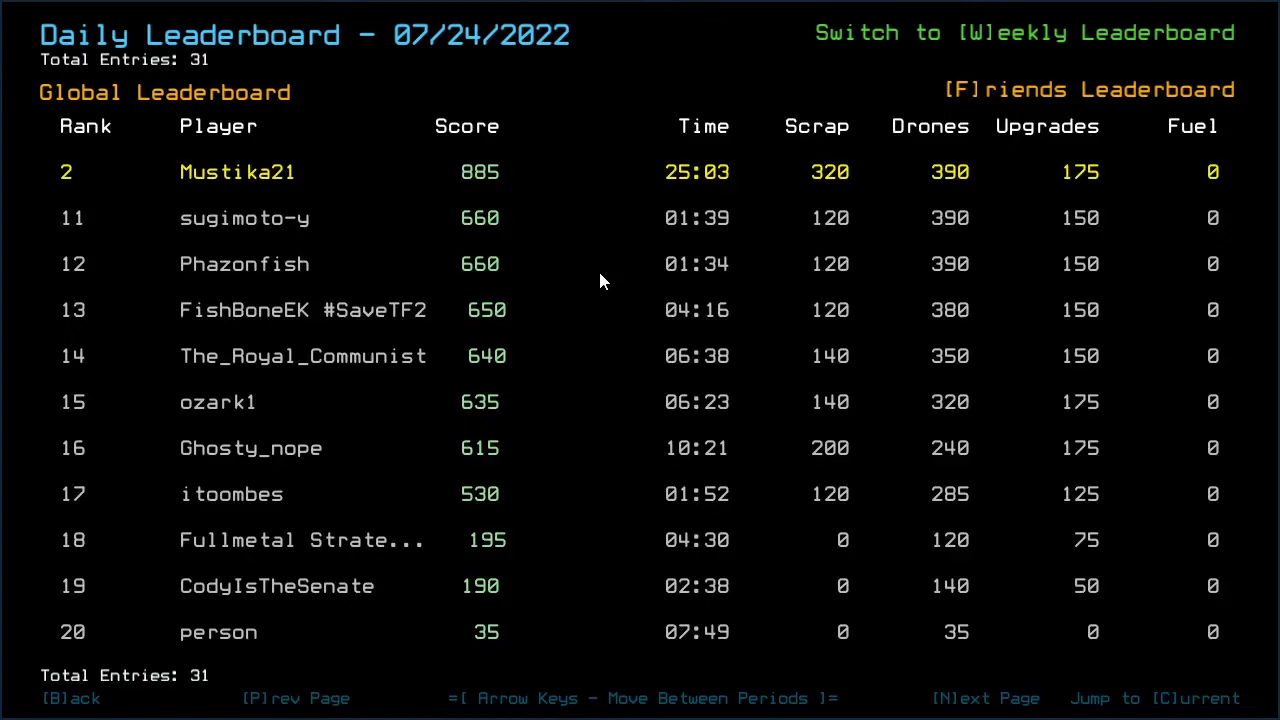 Daily Leaderboard - 07/24/2022 Switch to [W]eekly Leaderboard
Total Entries: 31
Global Leaderboard [F]riends Leaderboard
Rank Player Score Time Scrap Drones Upgrades Fuel
2 Mustika21 885 25:03 320 390 175 0
11 sugimoto-y 660 01:39 120 390 150 0
12 Phazonfish 660 01:34 120 390 150 0
13 FishBoneEK #SaveTF2 650 04:16 120 380 150 0
14 The_Royal_Communist 640 06:38 140 350 150 0
15 ozark1 635 06:23 140 320 175 0
16 Ghosty_nope 615 10:21 200 240 175 0
17 itoombes 530 01:52 120 285 125 0
18 Fullmetal Strate... 195 04:30 0 120 75 0
19 CodyIsTheSenate 190 02:38 0 140 50 0
20 person 35 07:49 0 35 0 0
Total Entries: 31
[B]ack [P]rev Page =[ Arrow Keys - Move Between Periods ]= [N]ext Page Jump to [C]urrent